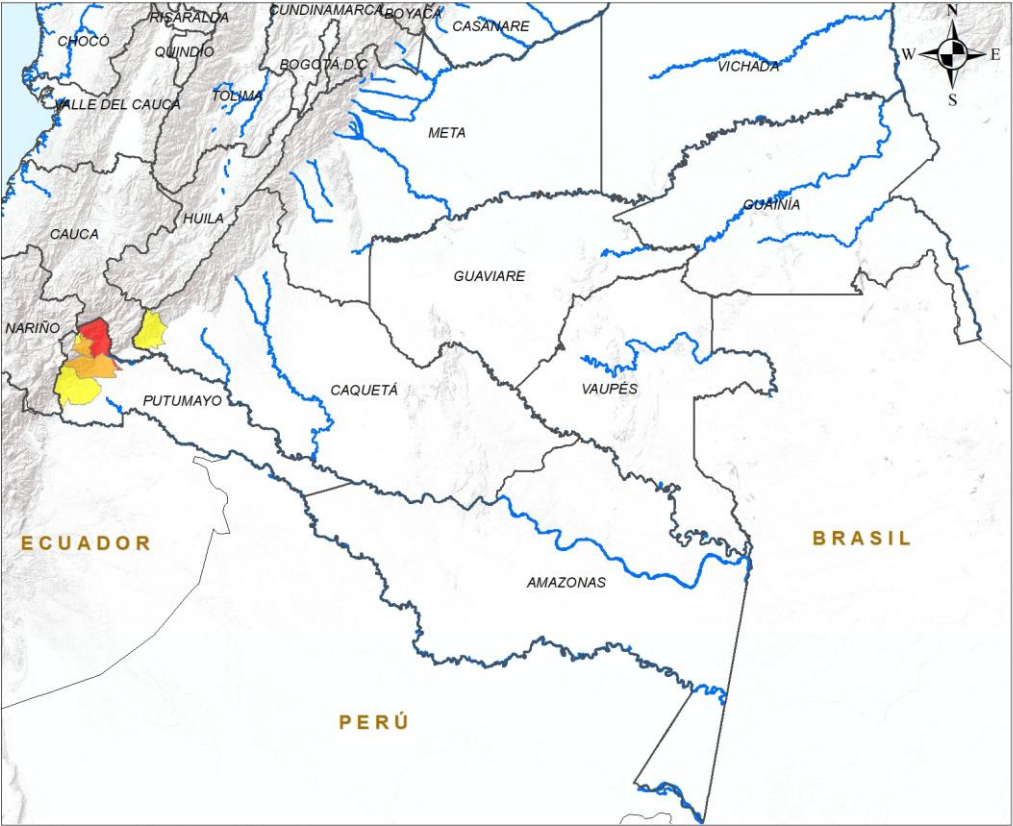 RISARALDA
CUNDINAMARCA
BOYACÁ
CASANARE
N
CHOCÓ
QUINDIO
BOGOTÁ,D.C
VICHADA
W
E
S
VALLE DEL CAUCA
TOLIMA
META
GUAINÍA
HUILA
CAUCA
GUAVIARE
NARIÑO
CAQUETÁ
VAUPÉS
PUTUMAYO
ECUADOR
BRASIL
AMAZONAS
PERÚ